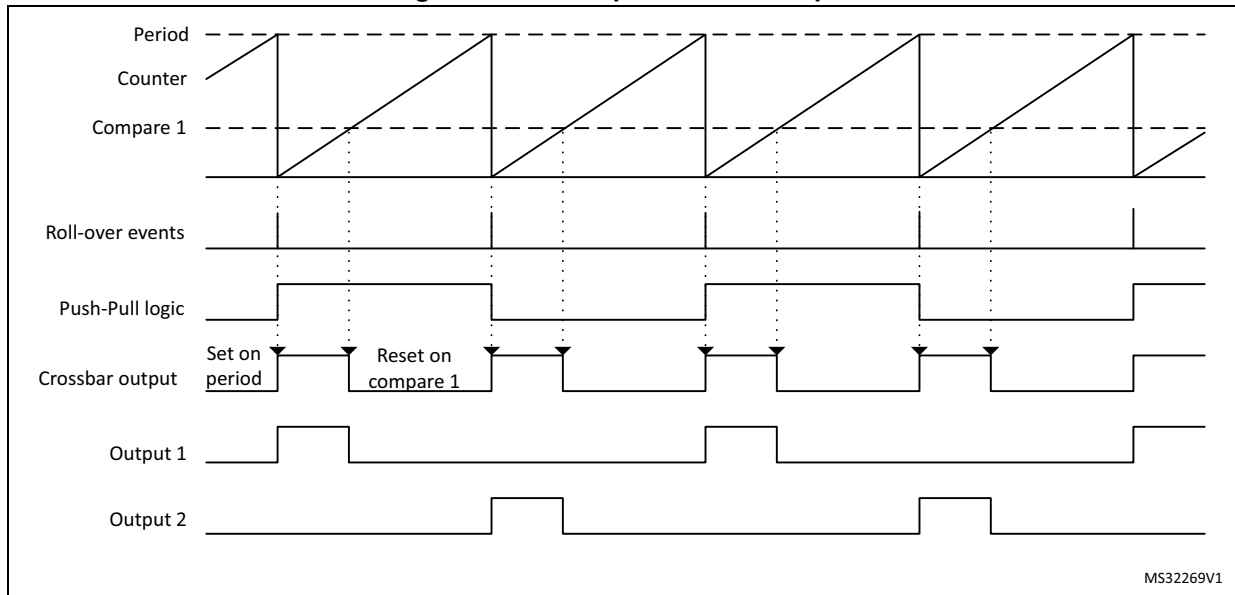 Period
Counter
Compare 1
Roll-over events
Push-Pull logic
Set on
period
Reset on
compare 1
Crossbar output
Output 1
Output 2
MS32269V1